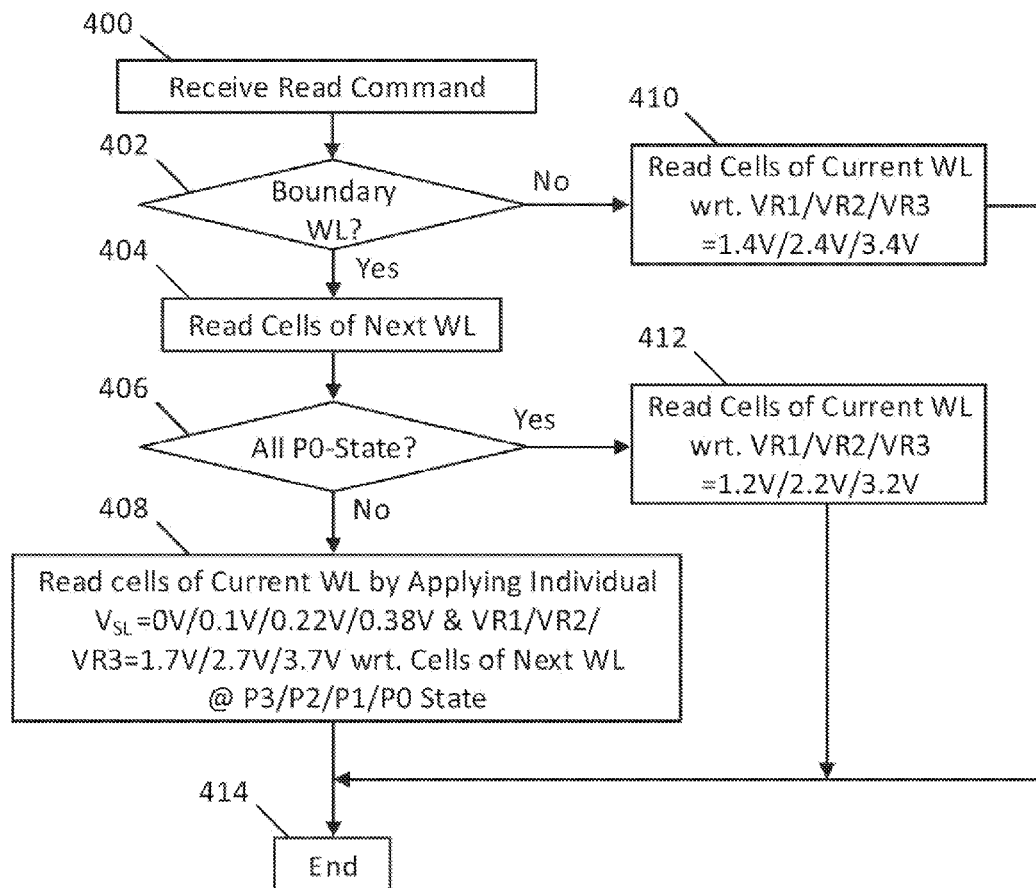 400
Receive Read Command
402
Boundary
WL?
No
410
Read Cells of Current WL
wrt. VR1/VR2/VR3
=1.4V/2.4V/3.4V
Yes
404
Read Cells of Next WL
406
All P0-State?
Yes
412
Read Cells of Current WL
wrt. VR1/VR2/VR3
=1.2V/2.2V/3.2V
No
408
Read cells of Current WL by Applying Individual
VSL=0V/0.1V/0.22V/0.38V & VR1/VR2/
VR3=1.7V/2.7V/3.7V wrt. Cells of Next WL
@ P3/P2/P1/P0 State
414
End